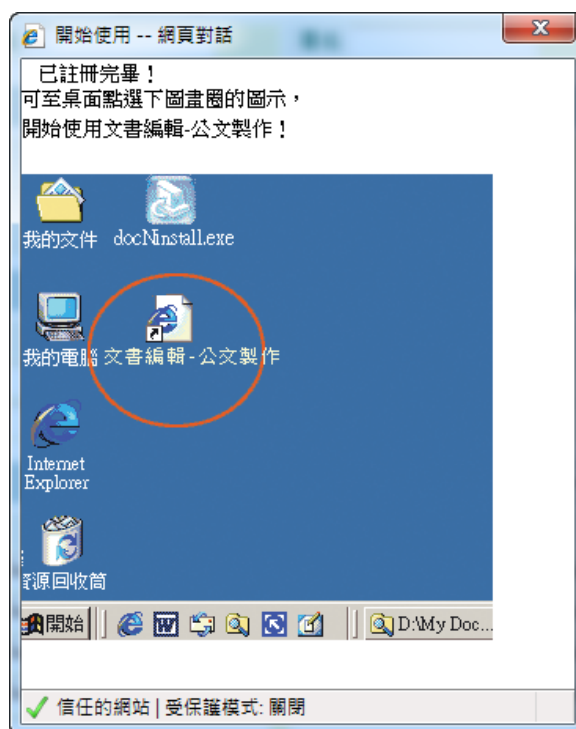 開始使用 -- 網頁對話
已註冊完畢！
可至桌面點選下圖畫圈的圖示，
開始使用文書編輯-公文製作！
我的文件 docNinstall.exe
我的電腦 文書編輯-公文製作
Internet
Explorer
資源回收筒
開始 D:\My Doc...
信任的網站 | 受保護模式: 關閉